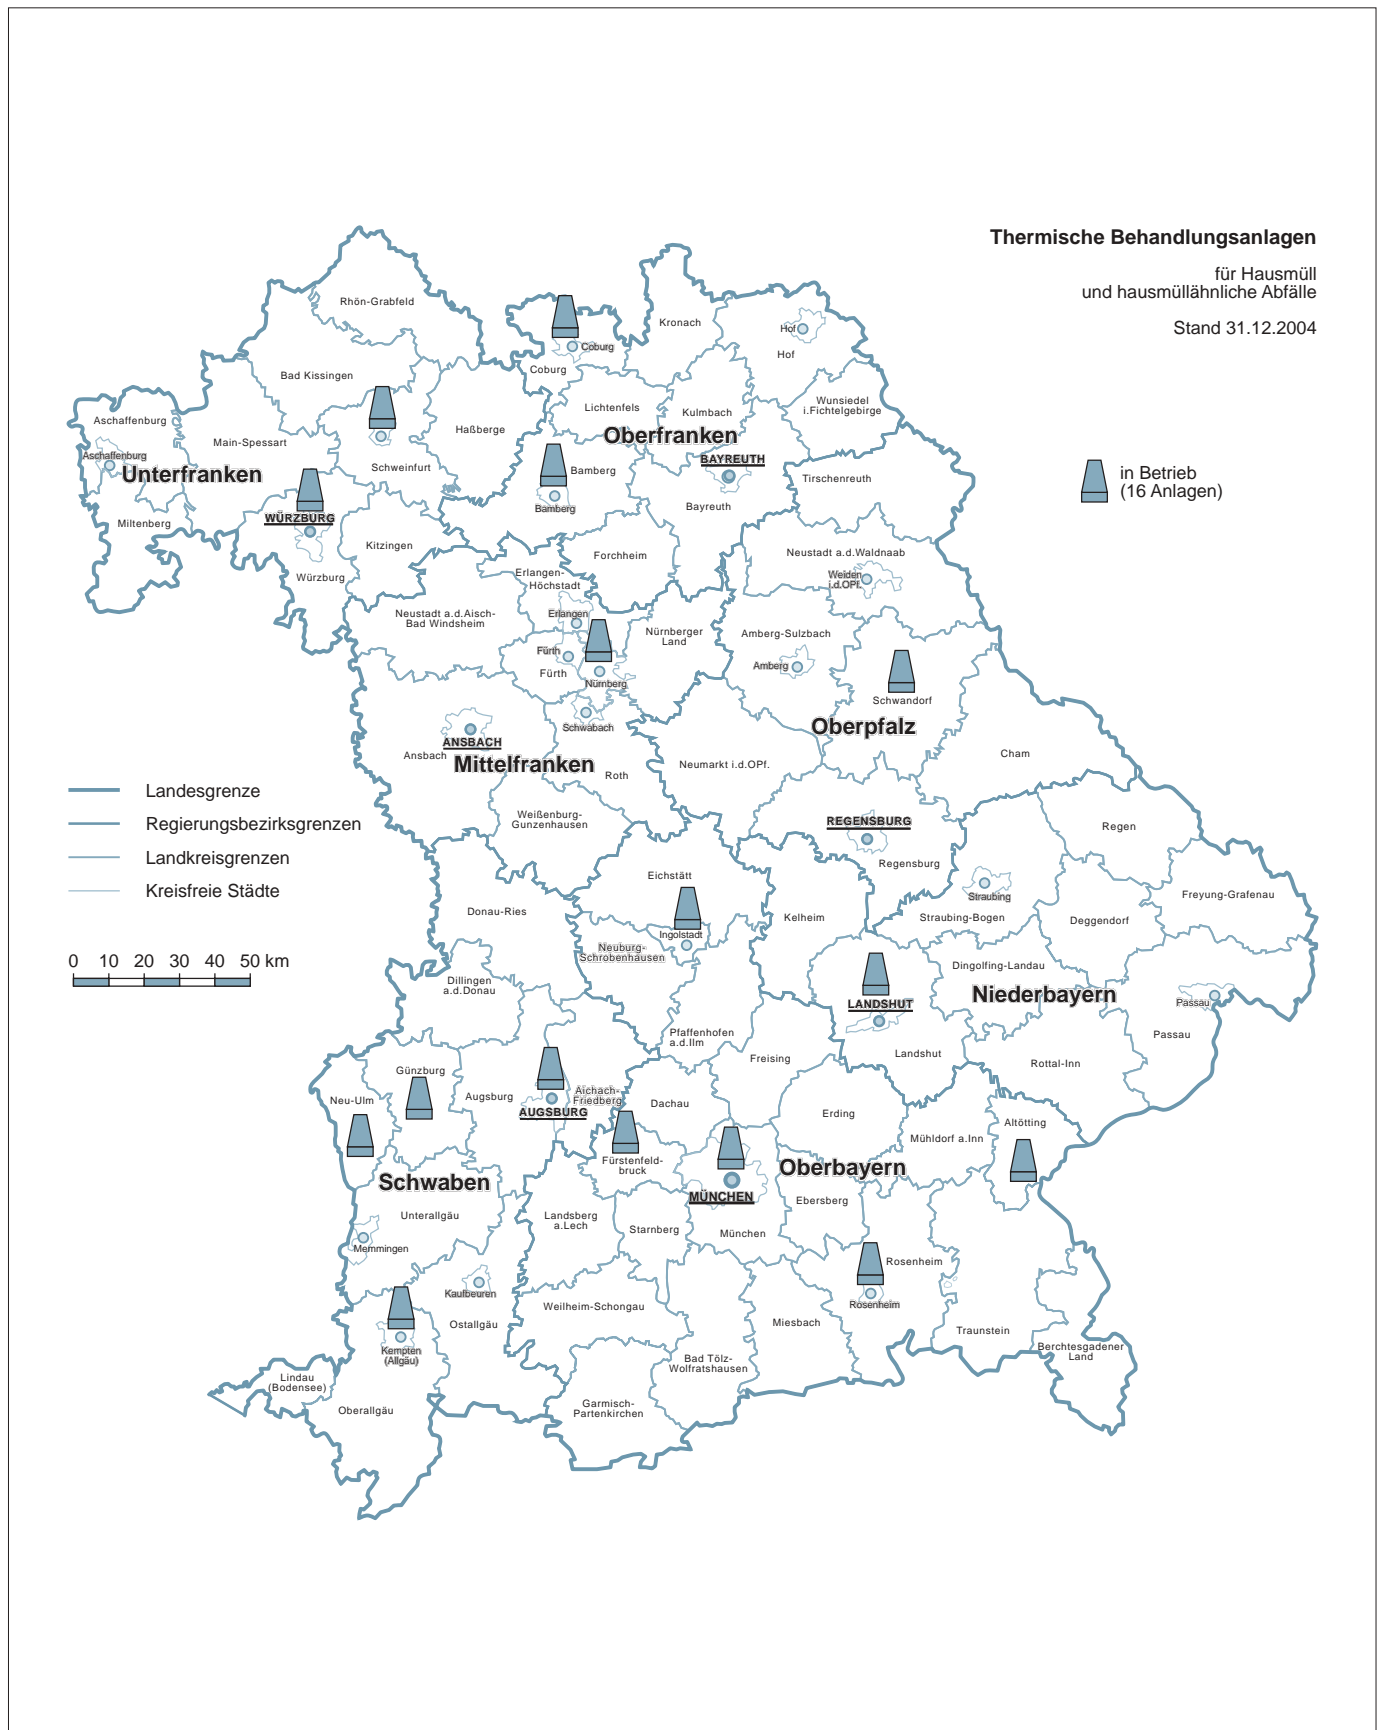 Thermische Behandlungsanlagen
für Hausmüll
und hausmüllähnliche Abfälle
Stand 31.12.2004
in Betrieb
(16 Anlagen)
Rhön-Grabfeld
Bad Kissingen
Aschaffenburg
Aschaffenburg
Main-Spessart
Unterfranken
Miltenberg
Schweinfurt
Haßberge
WÜRZBURG
Würzburg
Kitzingen
Coburg
Coburg
Kronach
Hof
Hof
Lichtenfels
Kulmbach
Wunsiedel
i.Fichtelgebirge
Oberfranken
BAYREUTH
Bayreuth
Bamberg
Bamberg
Forchheim
Tirschenreuth
Neustadt a.d.Waldnaab
Weiden
i.d.OPf.
Erlangen-
Höchstadt
Erlangen
Neustadt a.d.Aisch-
Bad Windsheim
Fürth
Fürth
Nürnberg
Nürnberger
Land
Schwabach
ANSBACH
Ansbach
Mittelfranken
Roth
Weißenburg-
Gunzenhausen
Amberg-Sulzbach
Amberg
Schwandorf
Oberpfalz
Neumarkt i.d.OPf.
Cham
REGENSBURG
Regensburg
Landesgrenze
Regierungsbezirksgrenzen
Landkreisgrenzen
Kreisfreie Städte
0 10 20 30 40 50 km
Regen
Freyung-Grafenau
Straubing
Straubing-Bogen
Deggendorf
Kelheim
Dingolfing-Landau
Niederbayern
LANDSHUT
Landshut
Passau
Passau
Rottal-Inn
Eichstätt
Ingolstadt
Neuburg-
Schrobenhausen
Pfaffenhofen
a.d.Ilm
Freising
Donau-Ries
Dillingen
a.d.Donau
Günzburg
Neu-Ulm
Augsburg
Aichach-
Friedberg
AUGSBURG
Schwaben
Unterallgäu
Memmingen
Kaufbeuren
Ostallgäu
Kempten
(Allgäu)
Lindau
(Bodensee)
Oberallgäu
Dachau
Fürstenfeld-
bruck
Erding
Mühldorf a.Inn
Altötting
Oberbayern
MÜNCHEN
München
Ebersberg
Landsberg
a.Lech
Starnberg
Weilheim-Schongau
Rosenheim
Rosenheim
Miesbach
Bad Tölz-
Wolfratshausen
Garmisch-
Partenkirchen
Traunstein
Berchtesgadener
Land